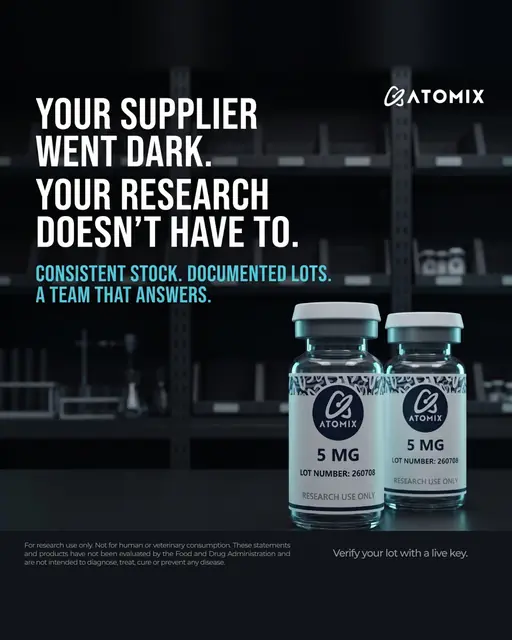 YOUR SUPPLIER
WENT DARK.
YOUR RESEARCH
DOESN'T HAVE TO.
ATOMIX
CONSISTENT STOCK. DOCUMENTED LOTS.
A TEAM THAT ANSWERS.
ATOMIX
5 MG
LOT NUMBER: 260708
RESEARCH USE ONLY
ATOMIX
5 MG
LOT NUMBER: 260708
RESEARCH USE ONLY
For research use only. Not for human or veterinary consumption. These statements
and products have not been evaluated by the Food and Drug Administration and
are not intended to diagnose, treat, cure or prevent any disease.
Verify your lot with a live key.